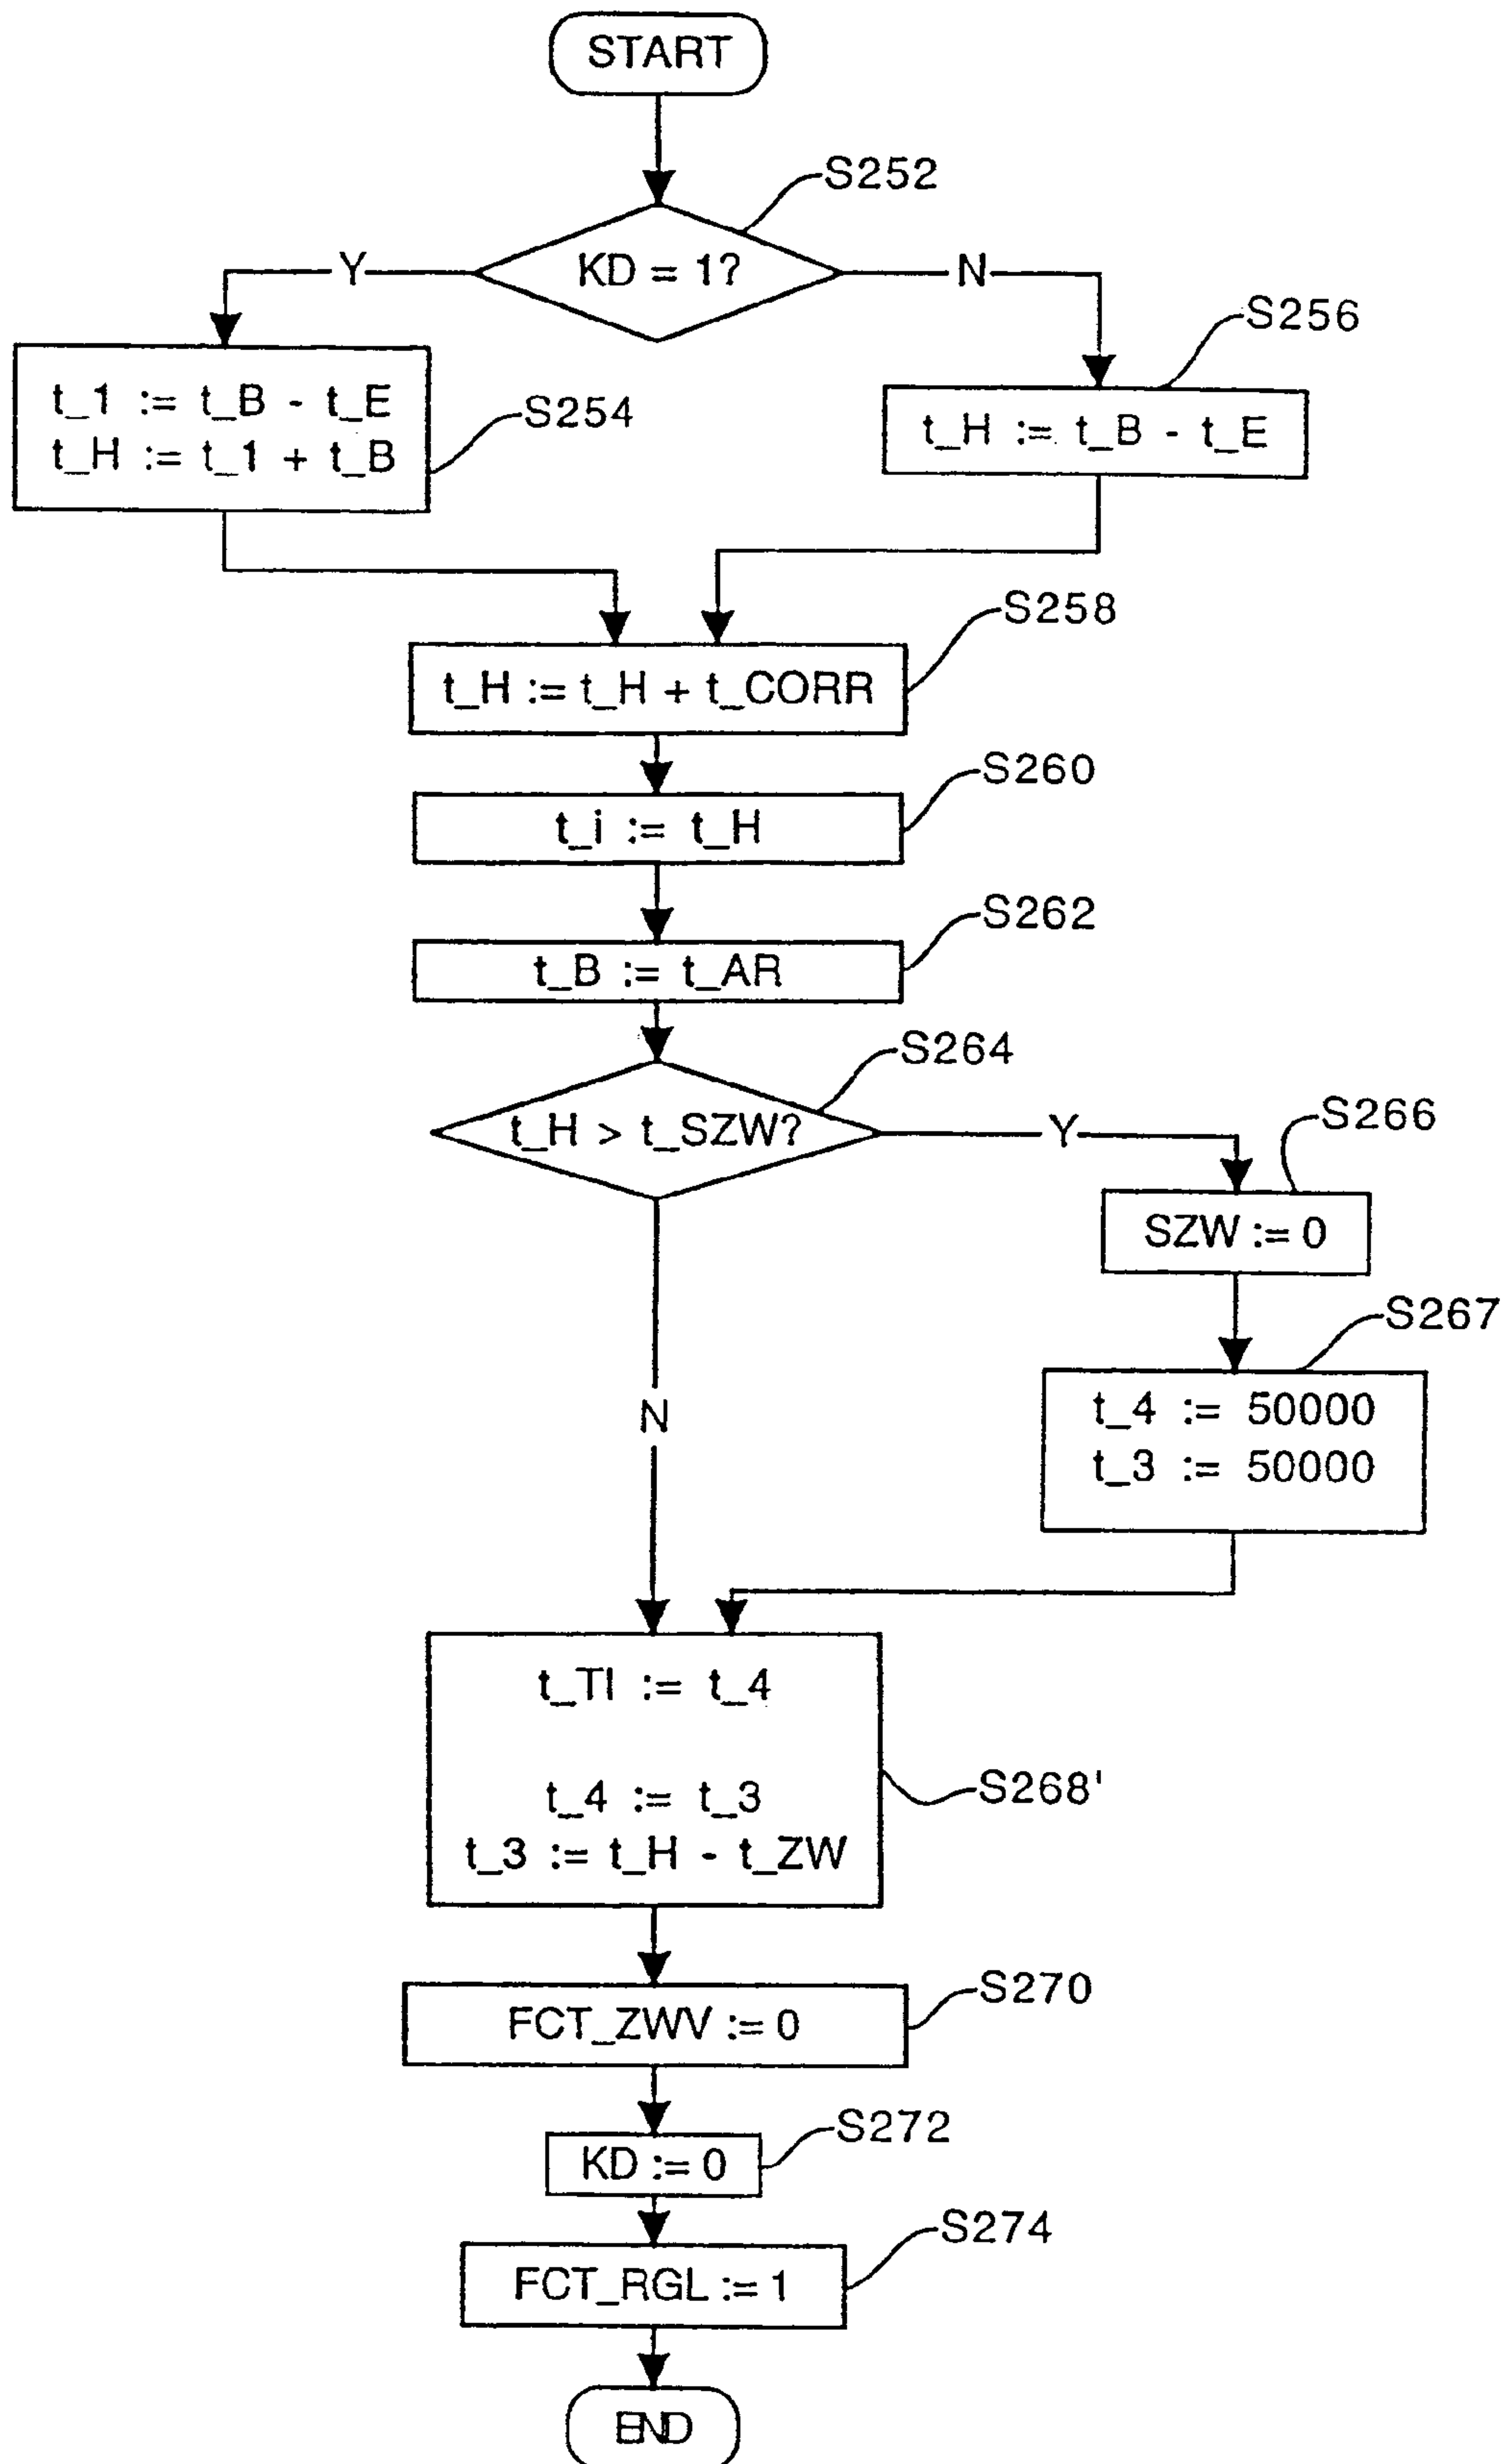 START
S252
KD = 1?
Y
N
S256
t_1 := t_B - t_E
t_H := t_1 + t_B
S254
t_H := t_B - t_E
S258
t_H := t_H + t_CORR
S260
t_i := t_H
S262
t_B := t_AR
S264
t_H > t_SZW?
Y
S266
SZW := 0
S267
t_4 := 50000
t_3 := 50000
N
t_TI := t_4
t_4 := t_3
t_3 := t_H - t_ZW
S268'
S270
FCT_ZWV := 0
S272
KD := 0
S274
FCT_RGL := 1
END